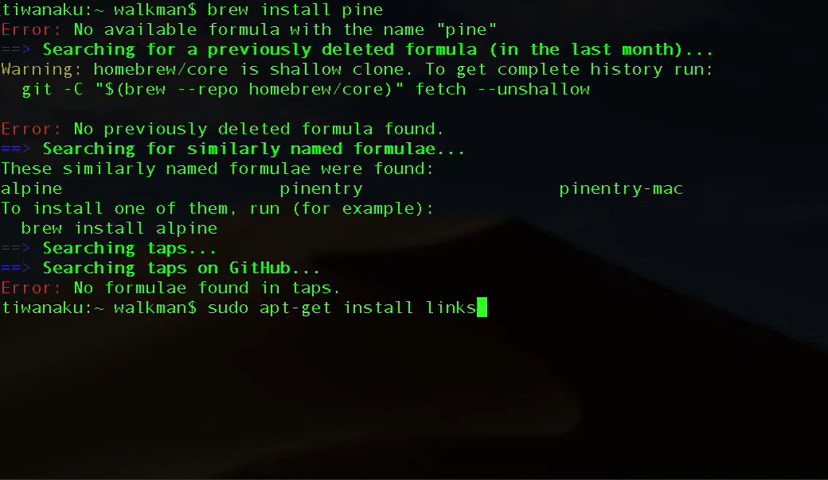 tiwanaku:~ walkman$ brew install pine
Error: No available formula with the name "pine"
==> Searching for a previously deleted formula (in the last month)...
Warning: homebrew/core is shallow clone. To get complete history run:
  git -C "$(brew --repo homebrew/core)" fetch --unshallow

Error: No previously deleted formula found.
==> Searching for similarly named formulae...
These similarly named formulae were found:
alpine                     pinentry                   pinentry-mac
To install one of them, run (for example):
  brew install alpine
==> Searching taps...
==> Searching taps on GitHub...
Error: No formulae found in taps.
tiwanaku:~ walkman$ sudo apt-get install links